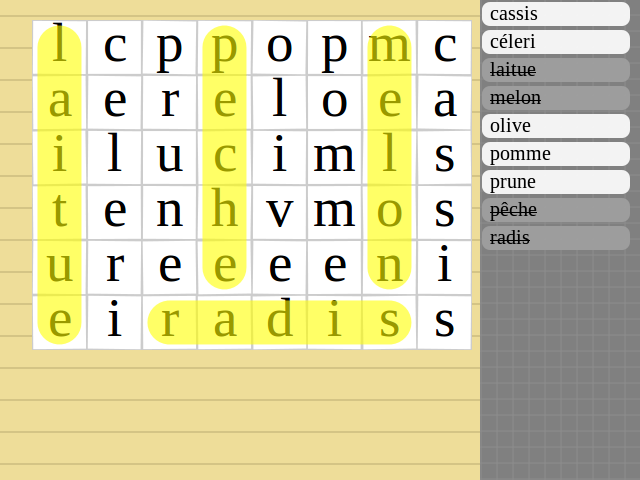 l c p p o p m c
a e r e l o e a
i l u c i m l s
t e n h v m o s
u r e e e e n i
e i r a d i s s
cassis
céleri
laitue
melon
olive
pomme
prune
pêche
radis